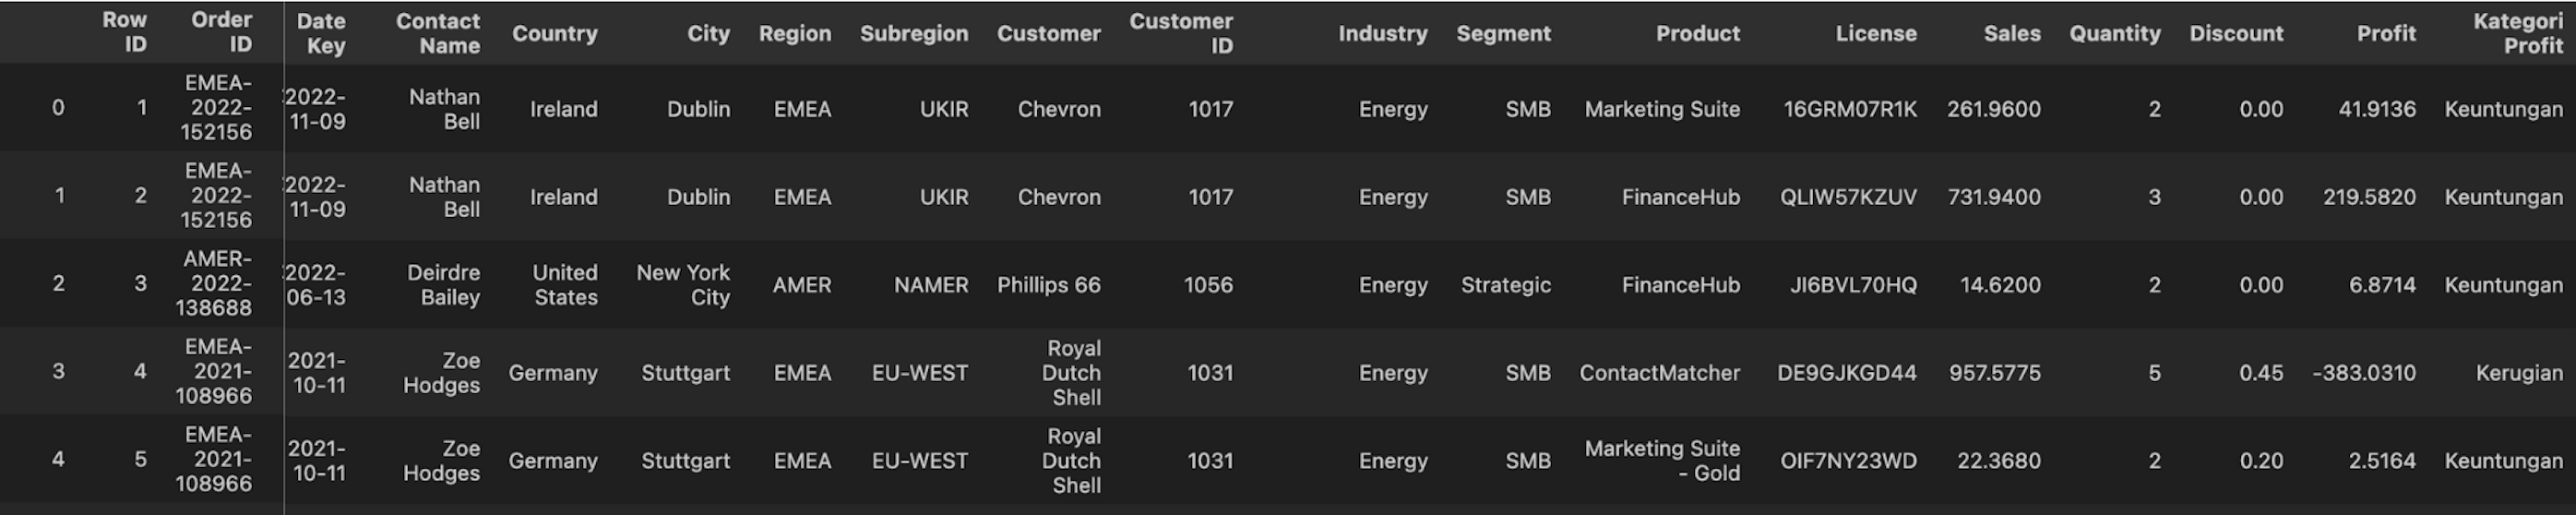 Row ID Order ID Date Key Contact Name Country City Region Subregion Customer Customer ID Industry Segment Product License Sales Quantity Discount Profit Kategori Profit
0 1 EMEA-2022-152156 2022-11-09 Nathan Bell Ireland Dublin EMEA UKIR Chevron 1017 Energy SMB Marketing Suite 16GRM07R1K 261.9600 2 0.00 41.9136 Keuntungan
1 2 EMEA-2022-152156 2022-11-09 Nathan Bell Ireland Dublin EMEA UKIR Chevron 1017 Energy SMB FinanceHub QLIW57KZUV 731.9400 3 0.00 219.5820 Keuntungan
2 3 AMER-2022-138688 2022-06-13 Deirdre Bailey United States New York City AMER NAMER Phillips 66 1056 Energy Strategic FinanceHub JI6BVL70HQ 14.6200 2 0.00 6.8714 Keuntungan
3 4 EMEA-2021-108966 2021-10-11 Zoe Hodges Germany Stuttgart EMEA EU-WEST Royal Dutch Shell 1031 Energy SMB ContactMatcher DE9GJKGD44 957.5775 5 0.45 -383.0310 Kerugian
4 5 EMEA-2021-108966 2021-10-11 Zoe Hodges Germany Stuttgart EMEA EU-WEST Royal Dutch Shell 1031 Energy SMB Marketing Suite - Gold OIF7NY23WD 22.3680 2 0.20 2.5164 Keuntungan